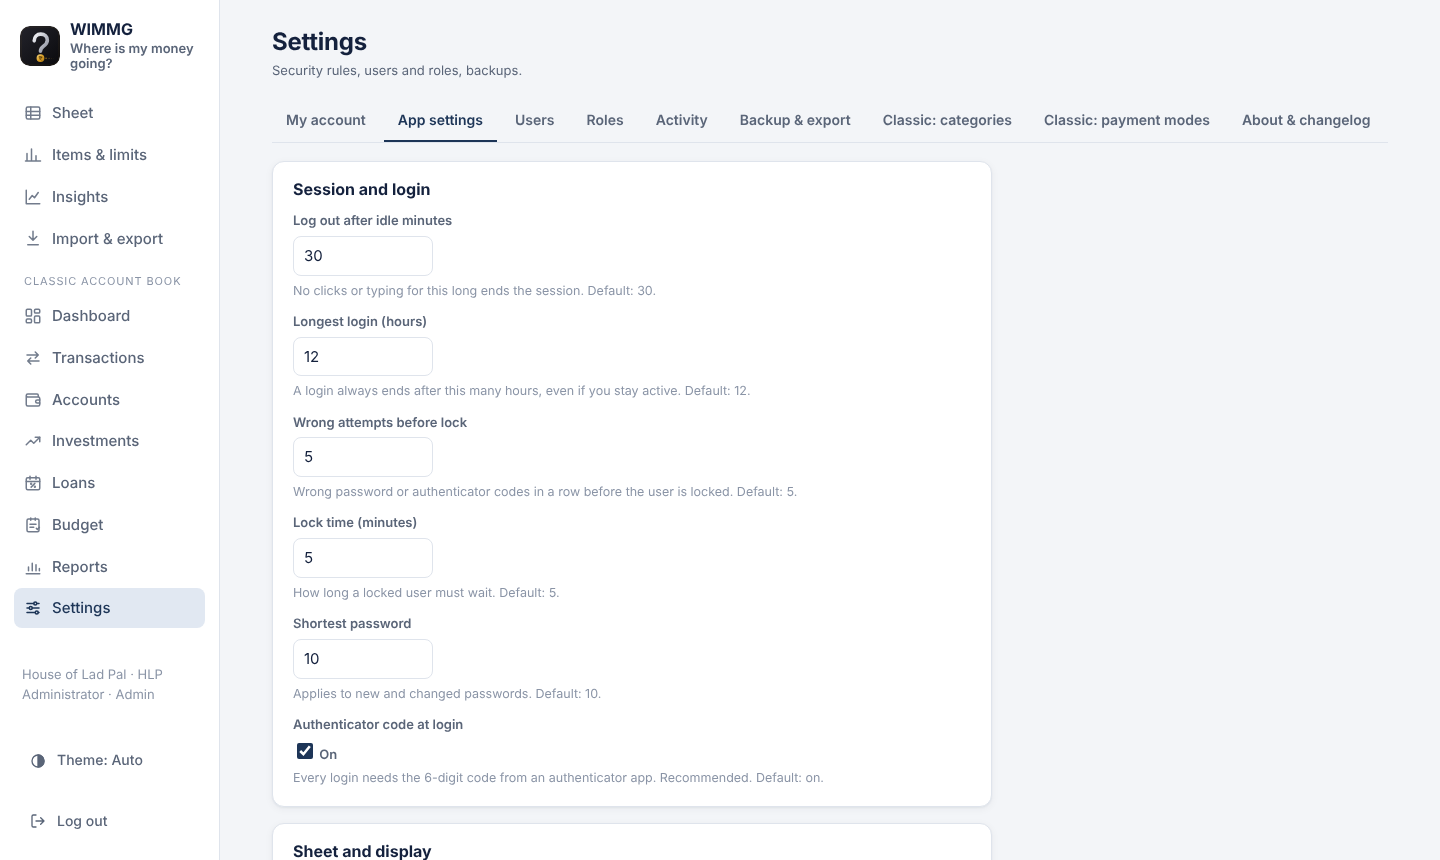 WIMMG
Where is my money
going?
Sheet
Items & limits
Insights
Import & export
CLASSIC ACCOUNT BOOK
Dashboard
Transactions
Accounts
Investments
Loans
Budget
Reports
Settings
House of Lad Pal · HLP
Administrator · Admin
Theme: Auto
Log out
Settings
Security rules, users and roles, backups.
My account App settings Users Roles Activity Backup & export Classic: categories Classic: payment modes About & changelog
Session and login
Log out after idle minutes
30
No clicks or typing for this long ends the session. Default: 30.
Longest login (hours)
12
A login always ends after this many hours, even if you stay active. Default: 12.
Wrong attempts before lock
5
Wrong password or authenticator codes in a row before the user is locked. Default: 5.
Lock time (minutes)
5
How long a locked user must wait. Default: 5.
Shortest password
10
Applies to new and changed passwords. Default: 10.
Authenticator code at login
On
Every login needs the 6-digit code from an authenticator app. Recommended. Default: on.
Sheet and display